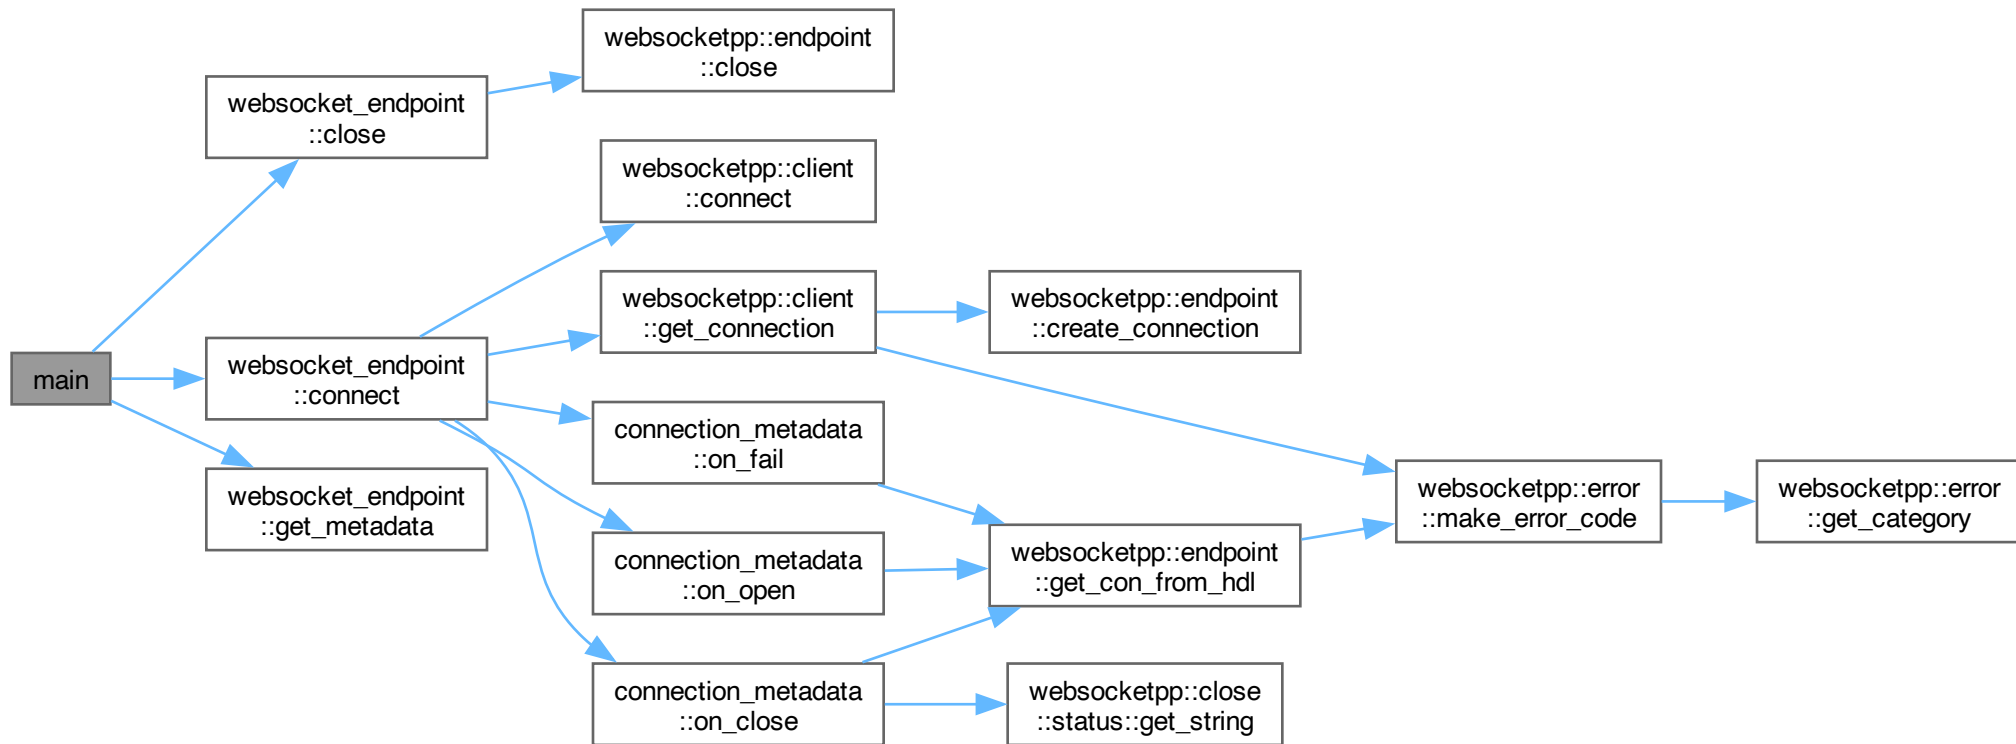 main
websocket_endpoint
::close
websocketpp::endpoint
::close
websocket_endpoint
::connect
websocketpp::client
::connect
websocketpp::client
::get_connection
websocketpp::endpoint
::create_connection
connection_metadata
::on_fail
websocket_endpoint
::get_metadata
connection_metadata
::on_open
websocketpp::endpoint
::get_con_from_hdl
websocketpp::error
::make_error_code
websocketpp::error
::get_category
connection_metadata
::on_close
websocketpp::close
::status::get_string